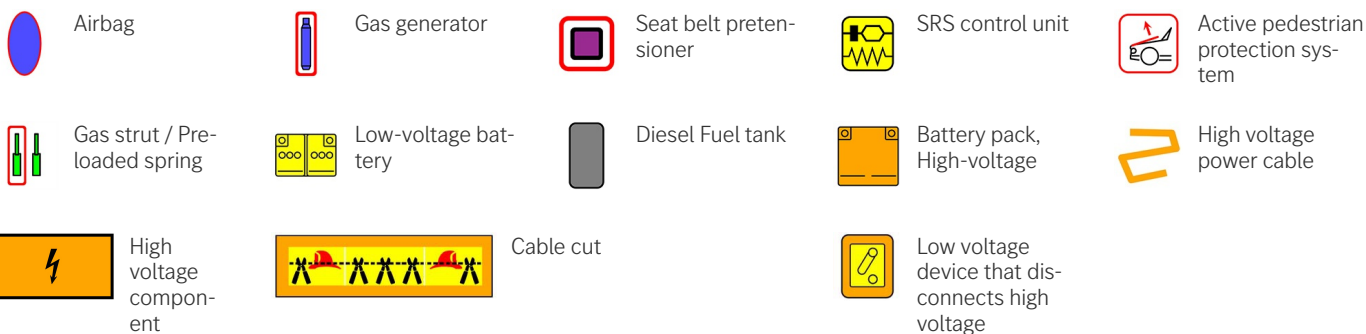 Airbag
Gas generator
Seat belt preten-
sioner
SRS control unit
Active pedestrian
protection sys-
tem
Gas strut / Pre-
loaded spring
Low-voltage bat-
tery
Diesel Fuel tank
Battery pack,
High-voltage
High voltage
power cable
High
voltage
compon-
ent
Cable cut
Low voltage
device that dis-
connects high
voltage